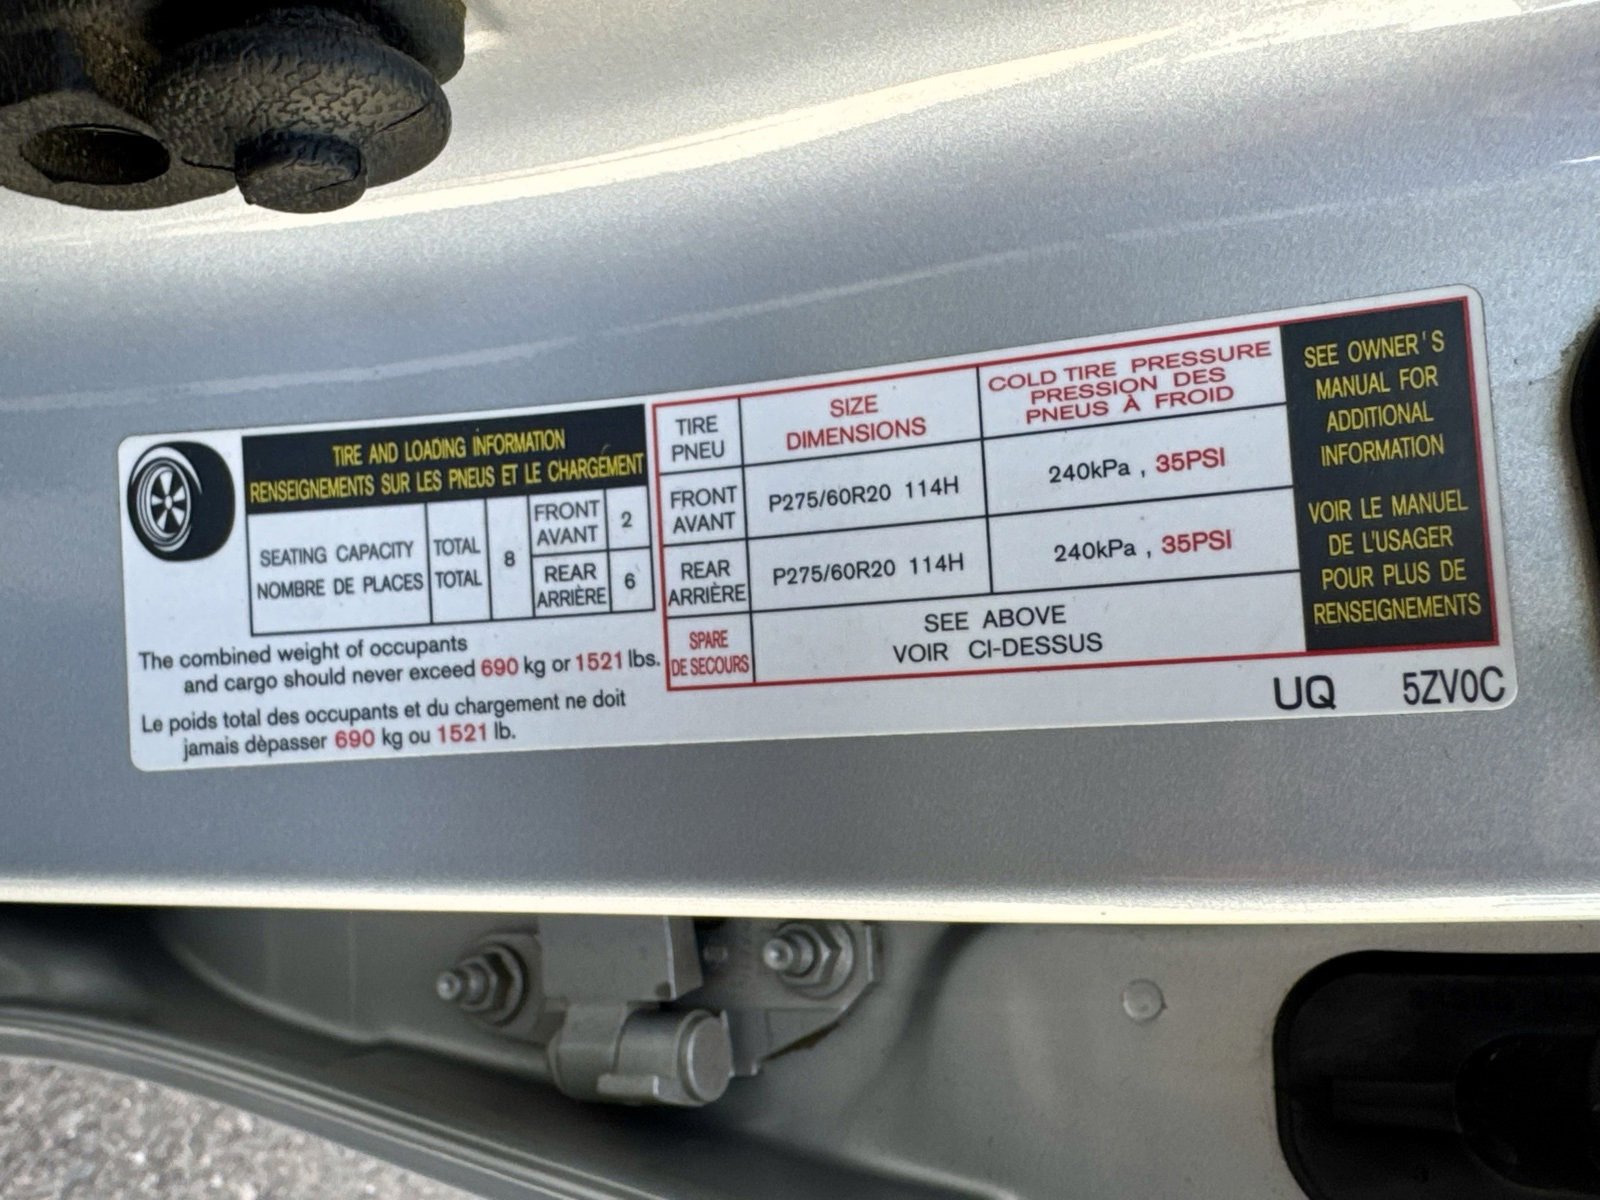 TIRE AND LOADING INFORMATION
RENSEIGNEMENTS SUR LES PNEUS ET LE CHARGEMENT
SEATING CAPACITY
NOMBRE DE PLACES
TOTAL
TOTAL
8
FRONT
AVANT
2
REAR
ARRIÈRE
6
The combined weight of occupants
and cargo should never exceed 690 kg or 1521 lbs.
Le poids total des occupants et du chargement ne doit
jamais dèpasser 690 kg ou 1521 lb.
TIRE
PNEU
SIZE
DIMENSIONS
COLD TIRE PRESSURE
PRESSION DES
PNEUS À FROID
FRONT
AVANT
P275/60R20 114H
240kPa , 35PSI
REAR
ARRIÈRE
P275/60R20 114H
240kPa , 35PSI
SPARE
DE SECOURS
SEE ABOVE
VOIR CI-DESSUS
SEE OWNER'S
MANUAL FOR
ADDITIONAL
INFORMATION
VOIR LE MANUEL
DE L'USAGER
POUR PLUS DE
RENSEIGNEMENTS
UQ 5ZV0C